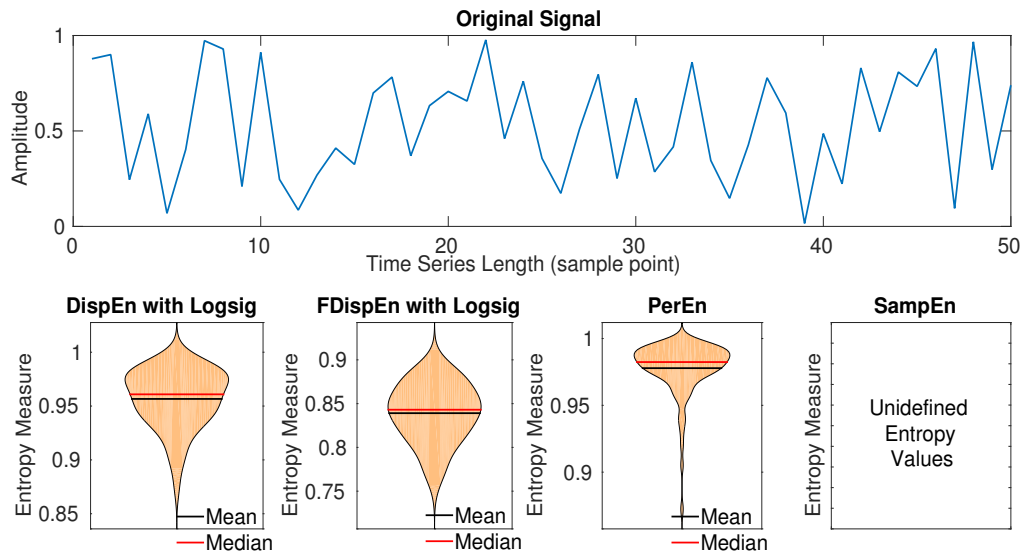 Original Signal
Amplitude
1
0.5
0
0 10 20 30 40 50
Time Series Length (sample point)
DispEn with Logsig
Entropy Measure
1
0.95
0.9
0.85
Mean
Median
FDispEn with Logsig
Entropy Measure
0.9
0.85
0.8
0.75
Mean
Median
PerEn
Entropy Measure
1
0.95
0.9
Mean
Median
SampEn
Entropy Measure
Unidefined
Entropy
Values